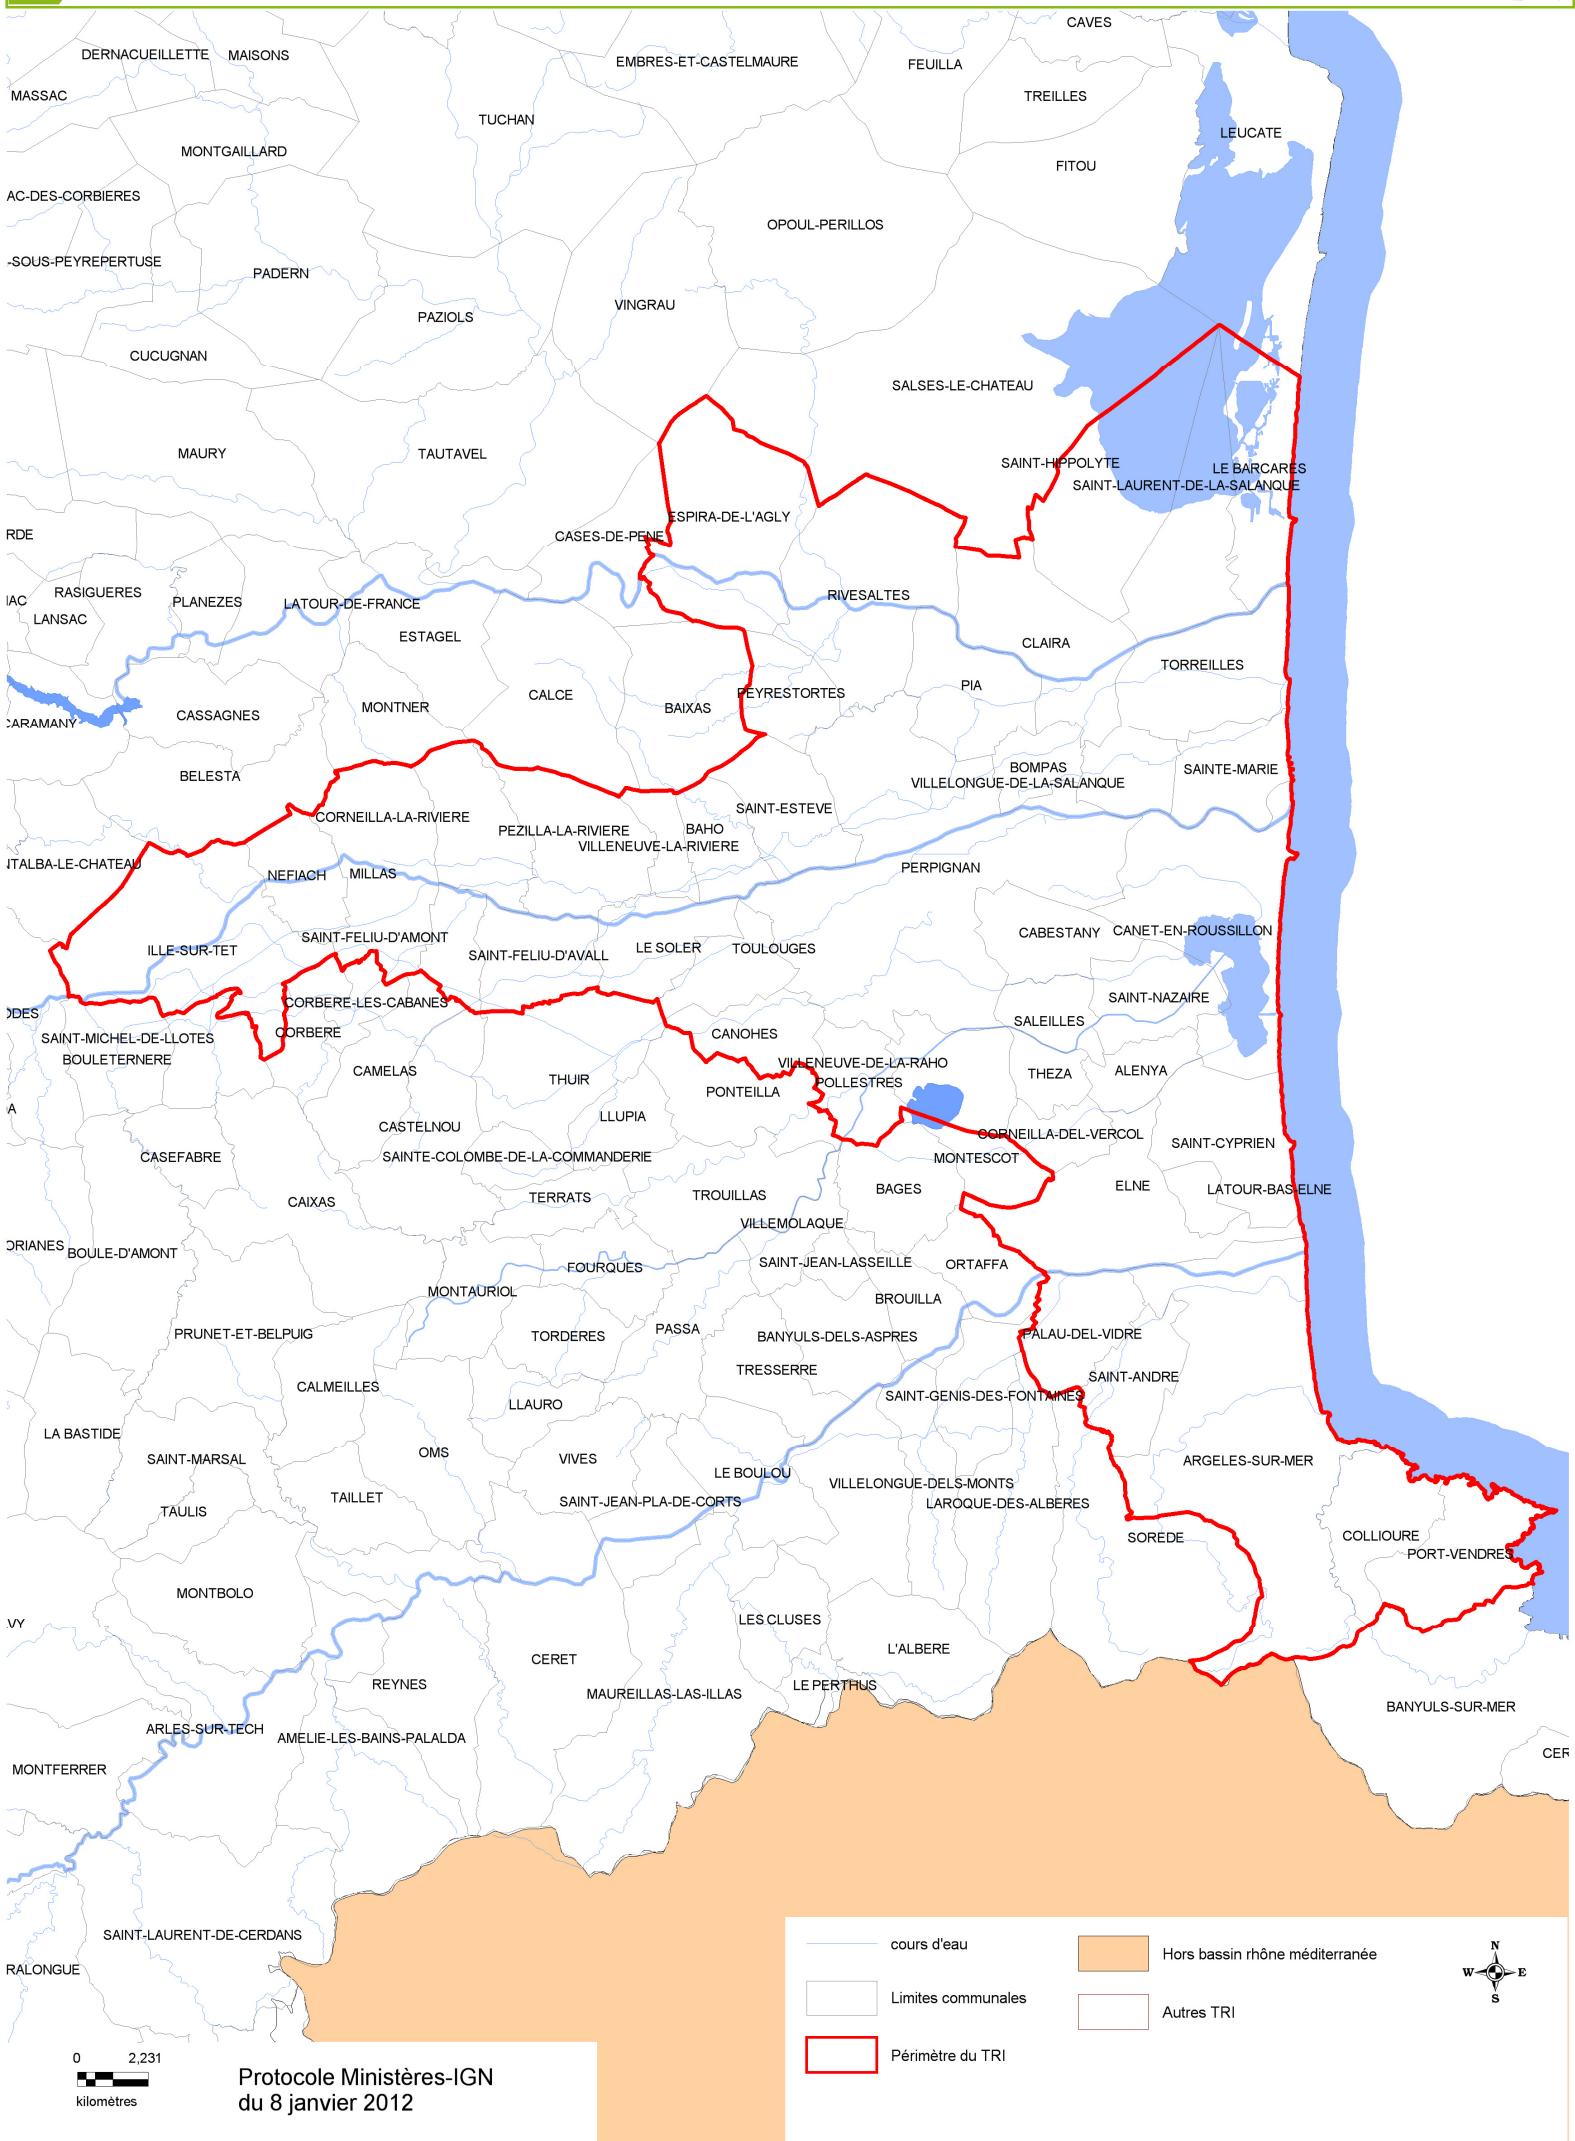 CAVES
DERNACUEILLETTE
MAISONS
EMBRES-ET-CASTELMAURE
FEUILLA
MASSAC
TREILLES
TUCHAN
LEUCATE
MONTGAILLARD
FITOU
AC-DES-CORBIERES
OPOUL-PERILLOS
-SOUS-PEYREPERTUSE
PADERN
VINGRAU
PAZIOLS
CUCUGNAN
SALSES-LE-CHATEAU
MAURY
TAUTAVEL
SAINT-HIPPOLYTE
LE BARCARES
SAINT-LAURENT-DE-LA-SALANQUE
ESPIRA-DE-L'AGLY
RDE
CASES-DE-PENE
RASIGUERES
RIVESALTES
PLANEZES
LATOUR-DE-FRANCE
LANSAC
ESTAGEL
CLAIRA
TORREILLES
PIA
PEYRESTORTES
CALCE
MONTNER
BAIXAS
CASSAGNES
CARAMANY
BELESTA
BOMPAS
SAINTE-MARIE
VILLELONGUE-DE-LA-SALANQUE
SAINT-ESTEVE
CORNEILLA-LA-RIVIERE
PEZILLA-LA-RIVIERE
BAHO
VILLENEUVE-LA-RIVIERE
NTALBA-LE-CHATEAU
PERPIGNAN
NEFIACH
MILLAS
CABESTANY
CANET-EN-ROUSSILLON
SAINT-FELIU-D'AMONT
ILLE-SUR-TET
LE SOLER
TOULOUGES
SAINT-FELIU-D'AVALL
SAINT-NAZAIRE
CORBERE-LES-CABANES
ODES
SALEILLES
CORBERE
CANOHES
SAINT-MICHEL-DE-LLOTES
BOULETERNERE
VILLENEUVE-DE-LA-RAHO
CAMELAS
THEZA
ALENYA
THUIR
POLLESTRES
PONTEILLA
A
LLUPIA
CASTELNOU
CORNEILLA-DEL-VERCOL
SAINT-CYPRIEN
CASEFABRE
SAINTE-COLOMBE-DE-LA-COMMANDERIE
MONTESCOT
ELNE
BAGES
LATOUR-BAS-ELNE
TERRATS
TROUILLAS
CAIXAS
VILLEMOLAQUE
ORIANES
BOULE-D'AMONT
SAINT-JEAN-LASSEILLE
ORTAFFA
FOURQUES
MONTAURIOL
BROUILLA
PRUNET-ET-BELPUIG
TORDERES
PASSA
BANYULS-DELS-ASPRES
PALAU-DEL-VIDRE
TRESSERRE
SAINT-ANDRE
CALMEILLES
SAINT-GENIS-DES-FONTAINES
LLAURO
LA BASTIDE
OMS
SAINT-MARSAL
VIVES
ARGELES-SUR-MER
LE BOULOU
VILLELONGUE-DELS-MONTS
TAILLET
SAINT-JEAN-PLA-DE-CORTS
LAROQUE-DES-ALBERES
TAULIS
SOREDE
COLLIOURE
PORT-VENDRES
MONTBOLO
LES CLUSES
VY
L'ALBERE
CERET
REYNES
LE PERTHUS
MAUREILLAS-LAS-ILLAS
BANYULS-SUR-MER
ARLES-SUR-TECH
AMELIE-LES-BAINS-PALALDA
CER
MONTFERRER
SAINT-LAURENT-DE-CERDANS
RALONGUE
cours d'eau
Limites communales
Périmètre du TRI
Hors bassin rhône méditerranée
Autres TRI
N
W E
S
0 2,231
kilomètres
Protocole Ministères-IGN
du 8 janvier 2012